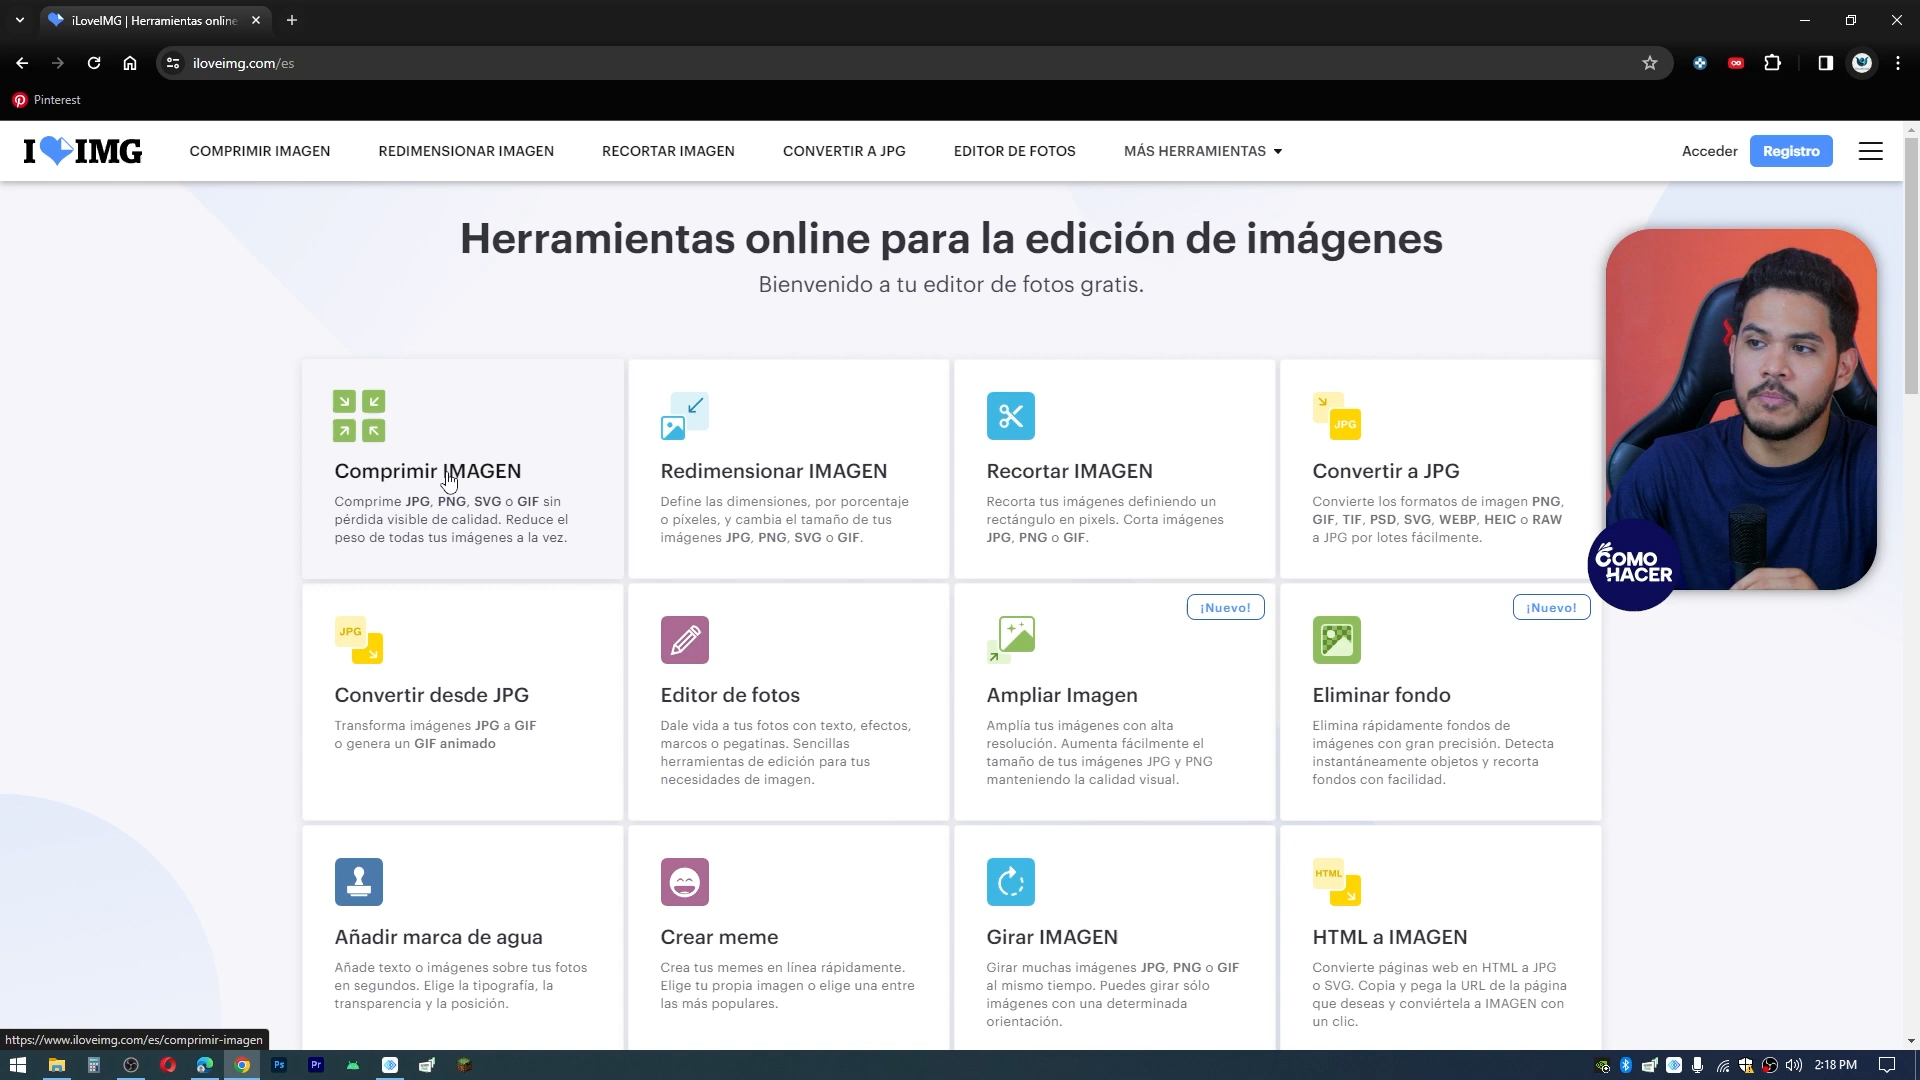 iLoveIMG | Herramientas online
iloveimg.com/es
Pinterest
I IMG
COMPRIMIR IMAGEN
REDIMENSIONAR IMAGEN
RECORTAR IMAGEN
CONVERTIR A JPG
EDITOR DE FOTOS
MÁS HERRAMIENTAS
Acceder
Registro
Herramientas online para la edición de imágenes
Bienvenido a tu editor de fotos gratis.
Comprimir IMAGEN
Comprime JPG, PNG, SVG o GIF sin
pérdida visible de calidad. Reduce el
peso de todas tus imágenes a la vez.
Redimensionar IMAGEN
Define las dimensiones, por porcentaje
o píxeles, y cambia el tamaño de tus
imágenes JPG, PNG, SVG o GIF.
Recortar IMAGEN
Recorta tus imágenes definiendo un
rectángulo en pixels. Corta imágenes
JPG, PNG o GIF.
JPG
Convertir a JPG
Convierte los formatos de imagen PNG,
GIF, TIF, PSD, SVG, WEBP, HEIC o RAW
a JPG por lotes fácilmente.
COMO
HACER
JPG
Convertir desde JPG
Transforma imágenes JPG a GIF
o genera un GIF animado
Editor de fotos
Dale vida a tus fotos con texto, efectos,
marcos o pegatinas. Sencillas
herramientas de edición para tus
necesidades de imagen.
¡Nuevo!
Ampliar Imagen
Amplía tus imágenes con alta
resolución. Aumenta fácilmente el
tamaño de tus imágenes JPG y PNG
manteniendo la calidad visual.
¡Nuevo!
Eliminar fondo
Elimina rápidamente fondos de
imágenes con gran precisión. Detecta
instantáneamente objetos y recorta
fondos con facilidad.
Añadir marca de agua
Añade texto o imágenes sobre tus fotos
en segundos. Elige la tipografía, la
transparencia y la posición.
Crear meme
Crea tus memes en línea rápidamente.
Elige tu propia imagen o elige una entre
las más populares.
Girar IMAGEN
Girar muchas imágenes JPG, PNG o GIF
al mismo tiempo. Puedes girar sólo
imágenes con una determinada
orientación.
HTML
HTML a IMAGEN
Convierte páginas web en HTML a JPG
o SVG. Copia y pega la URL de la página
que deseas y conviértela a IMAGEN con
un clic.
https://www.iloveimg.com/es/comprimir-imagen
Ps
Pr
2:18 PM